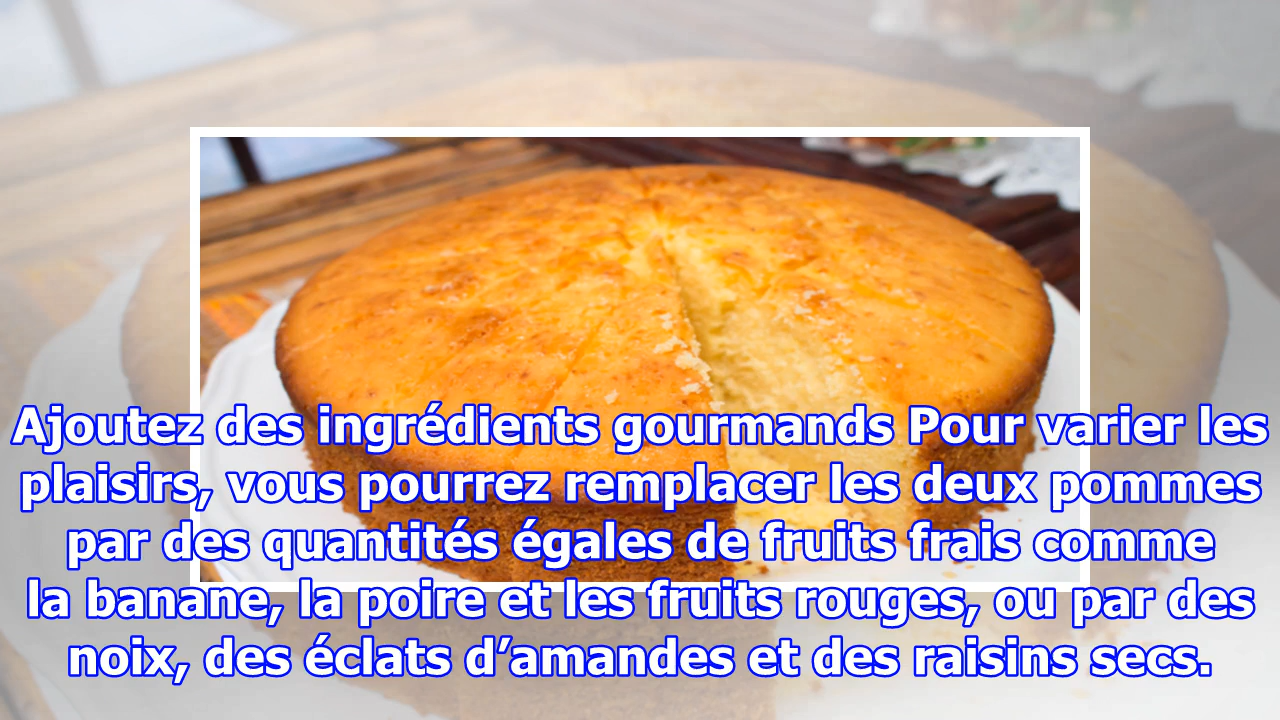 Ajoutez des ingrédients gourmands Pour varier les
plaisirs, vous pourrez remplacer les deux pommes
par des quantités égales de fruits frais comme
la banane, la poire et les fruits rouges, ou par des
noix, des éclats d’amandes et des raisins secs.